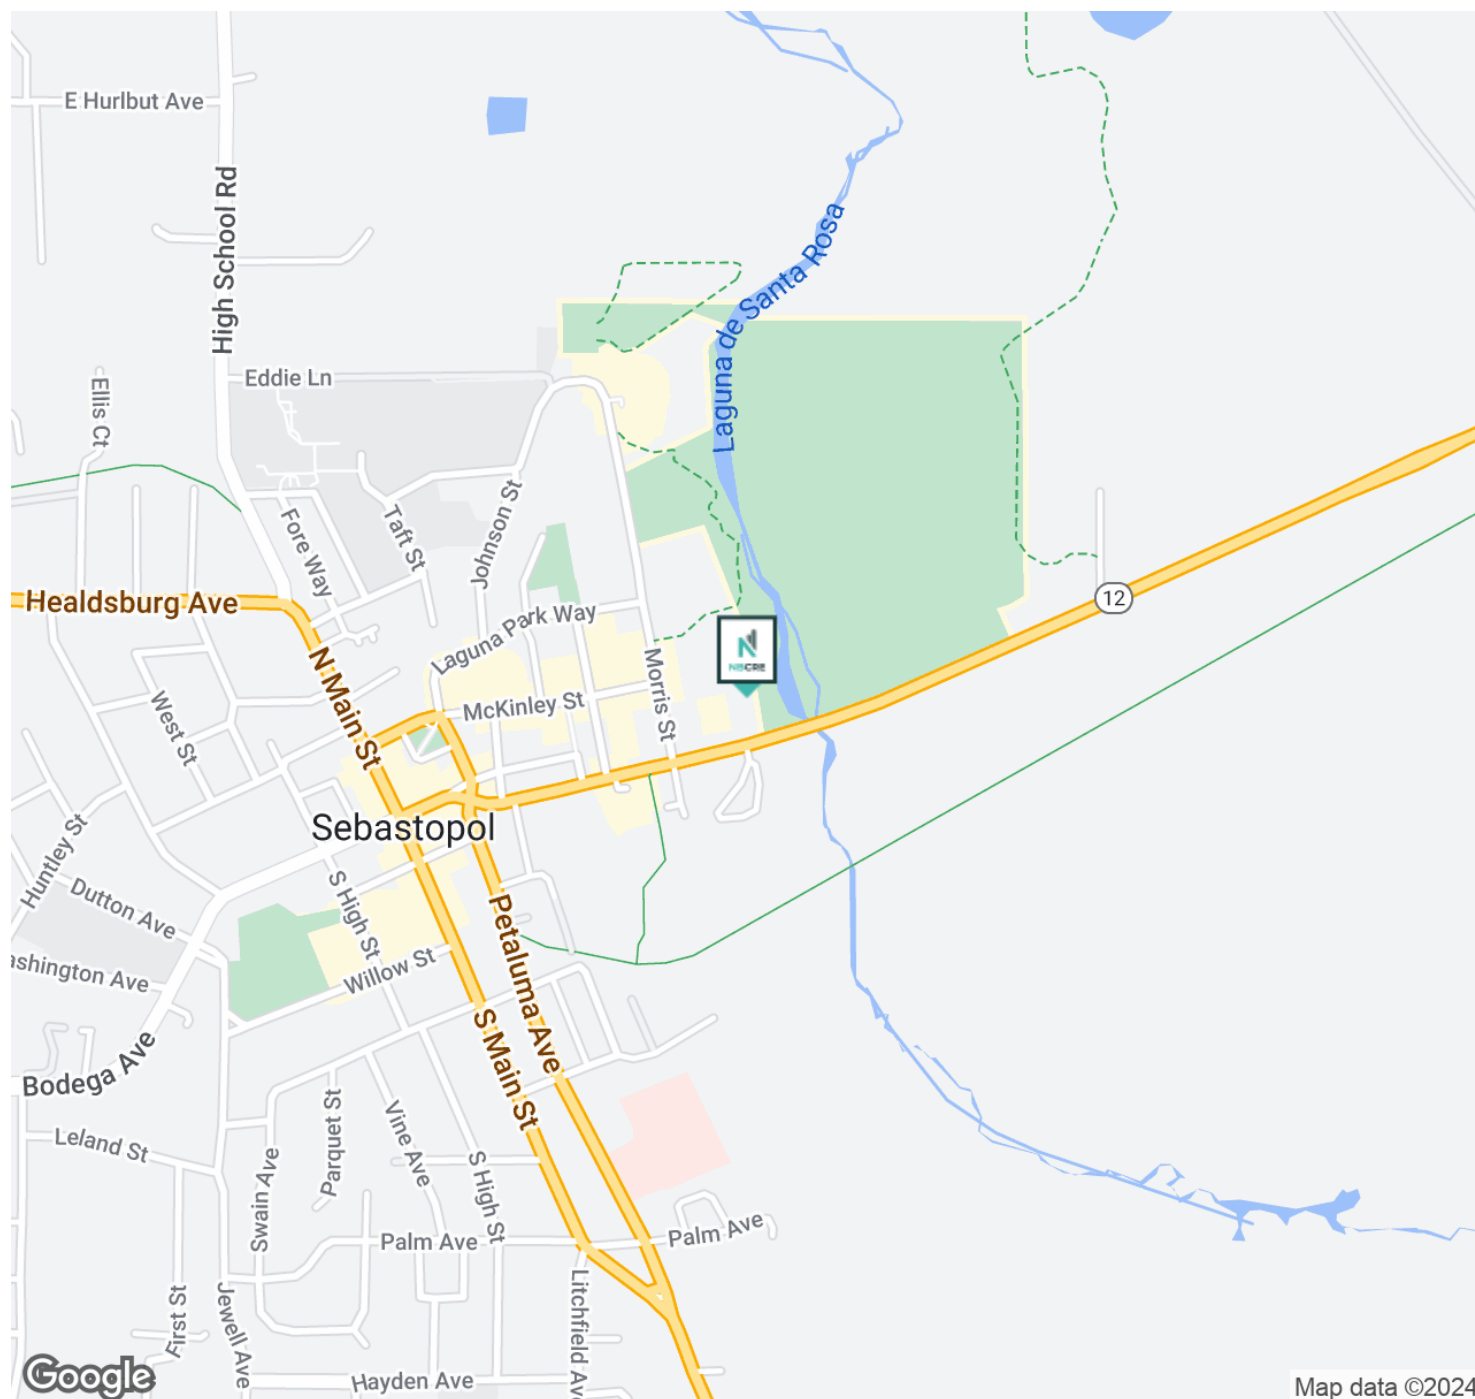 E Hurlbut Ave
High School Rd
Laguna de Santa Rosa
Eddie Ln
Ellis Ct
Johnson St
Taft St
Fore Way
Healdsburg Ave
12
Laguna Park Way
N
NBCRE
N Main St
Morris St
McKinley St
West St
Sebastopol
Huntley St
Dutton Ave
S High St
Petaluma Ave
ashington Ave
Willow St
S Main St
Bodega Ave
Parquet St
Vine Ave
Leland St
Swain Ave
S High St
Palm Ave
Palm Ave
First St
Jewell Ave
Litchfield Av
Hayden Ave
Google
Map data ©2024